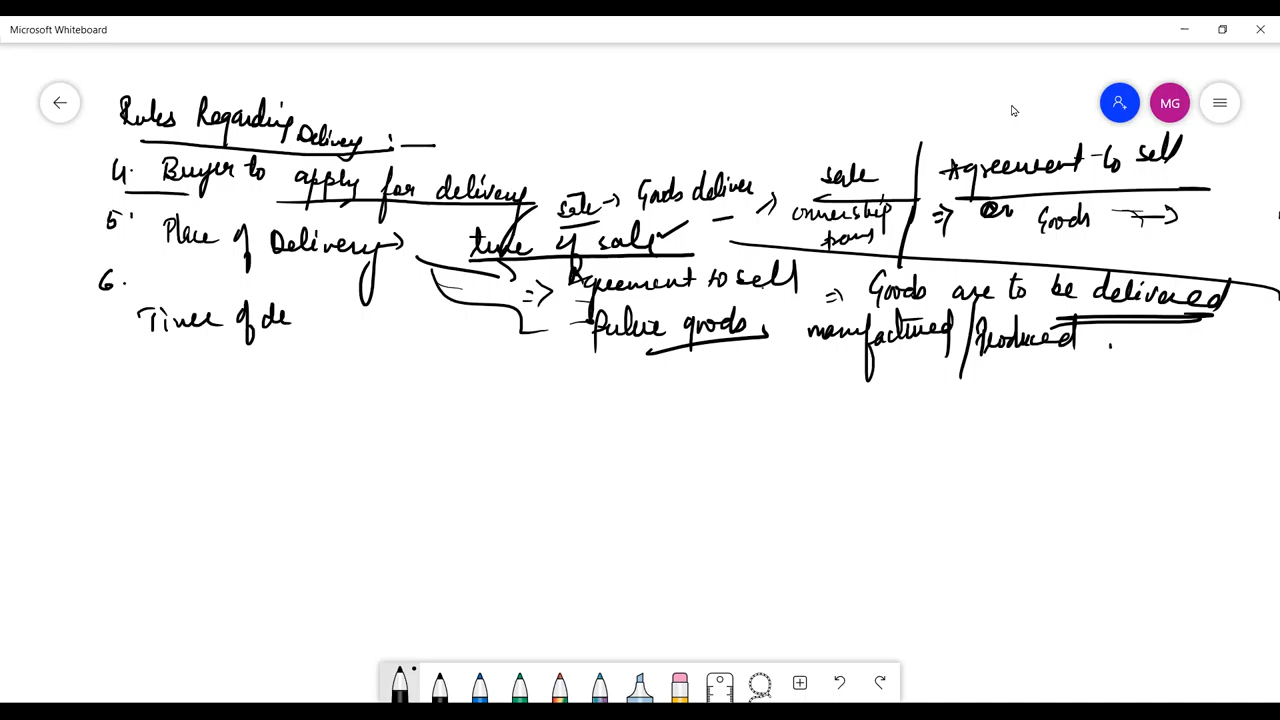 Microsoft Whiteboard
MG
Rules Regarding Delivery :—
4. Buyer to apply for delivery
sale → Goods deliver
sale
ownership trans
Agreement to sell
⇒ Goods →
5. Place of Delivery → time of sale ✓
⇒ Agreement to sell ⇒ Goods are to be delivered
→ future goods, manufactured / Produced.
6.
Time of de